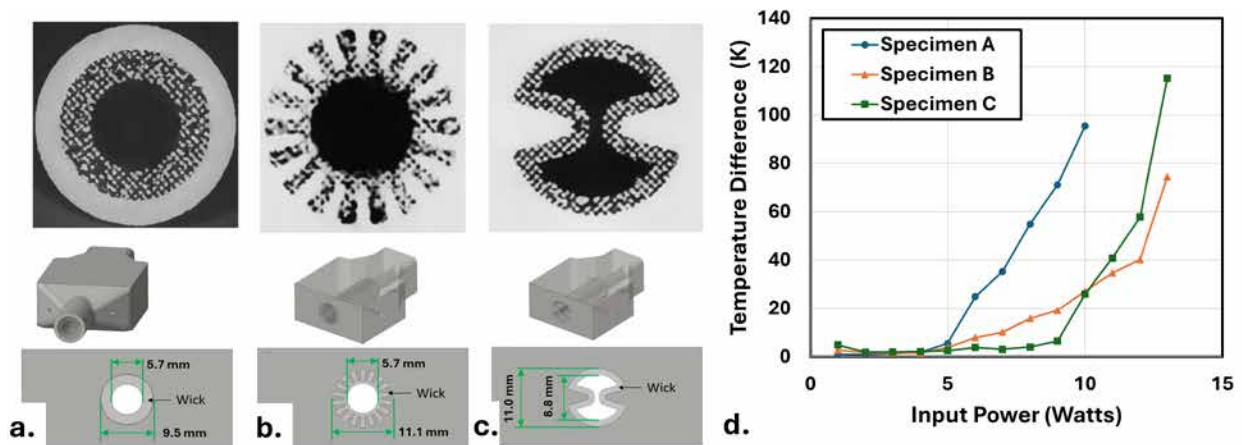 5.7 mm
Wick
9.5 mm
a.
5.7 mm
Wick
11.1 mm
b.
11.0 mm
8.8 mm
Wick
c.
Specimen A
Specimen B
Specimen C
Temperature Difference (K)
140
120
100
80
60
40
20
0
0
5
10
15
Input Power (Watts)
d.